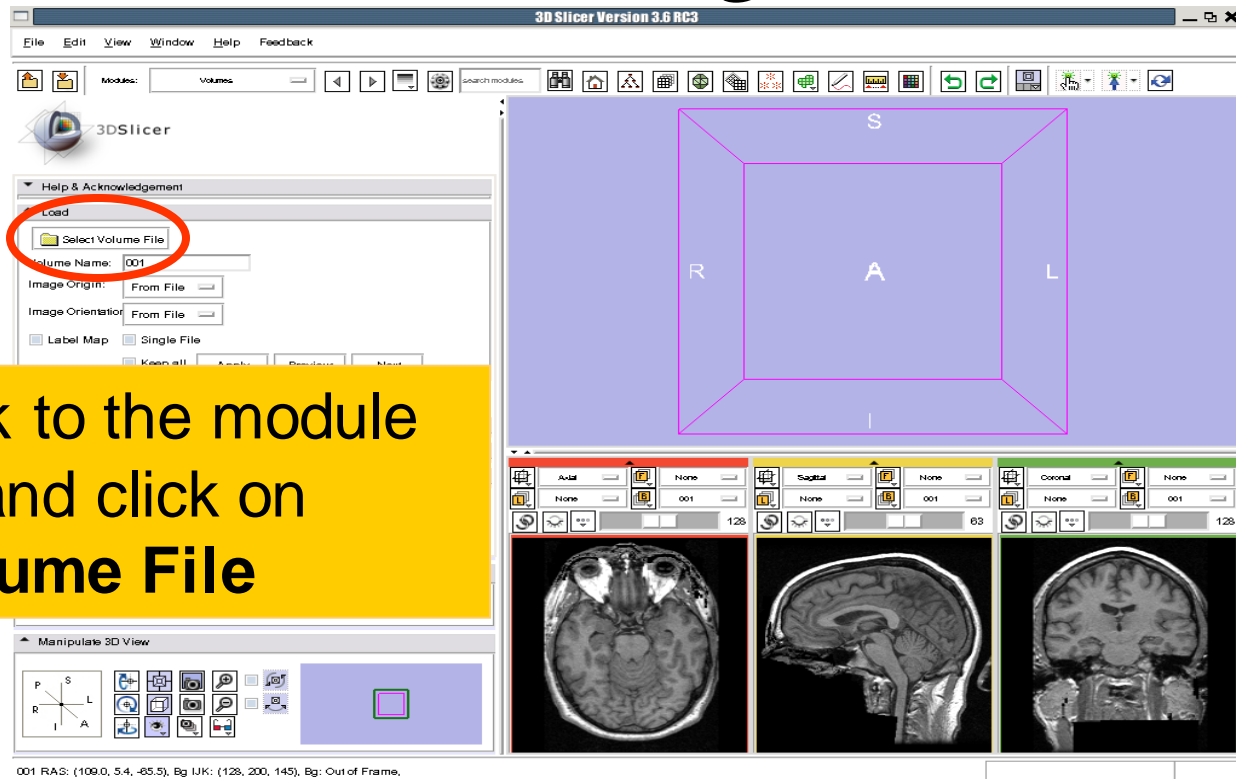 3D Slicer Version 3.6 RC3
File Edit View Window Help Feedback
Modules: Volumes search modules
3DSlicer
Help & Acknowledgement
Load
Select Volume File
Volume Name: 001
Image Origin: From File
Image Orientation From File
Label Map Single File
Keep all Apply Previous Next
k to the module
and click on
ume File
Manipulate 3D View
P S
R L
I A
S
R A L
I
Axial F None
L None B 001
128
Sagittal F None
L None B 001
63
Coronal F None
L None B 001
128
001 RAS: (109.0, 5.4, -65.5), Bg IJK: (128, 200, 145), Bg: Out of Frame,